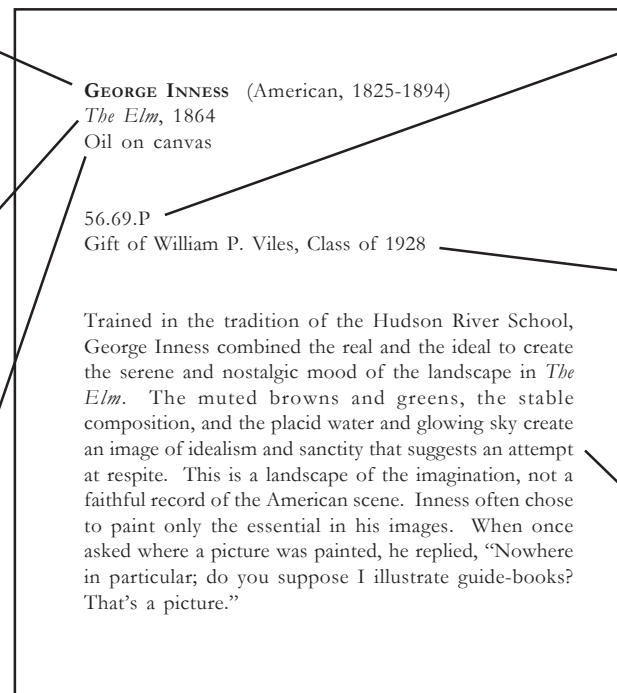 GEORGE INNESS (American, 1825-1894)
The Elm, 1864
Oil on canvas
56.69.P
Gift of William P. Viles, Class of 1928
Trained in the tradition of the Hudson River School,
George Inness combined the real and the ideal to create
the serene and nostalgic mood of the landscape in The
Elm. The muted browns and greens, the stable
composition, and the placid water and glowing sky create
an image of idealism and sanctity that suggests an attempt
at respite. This is a landscape of the imagination, not a
faithful record of the American scene. Inness often chose
to paint only the essential in his images. When once
asked where a picture was painted, he replied, “Nowhere
in particular; do you suppose I illustrate guide-books?
That’s a picture.”